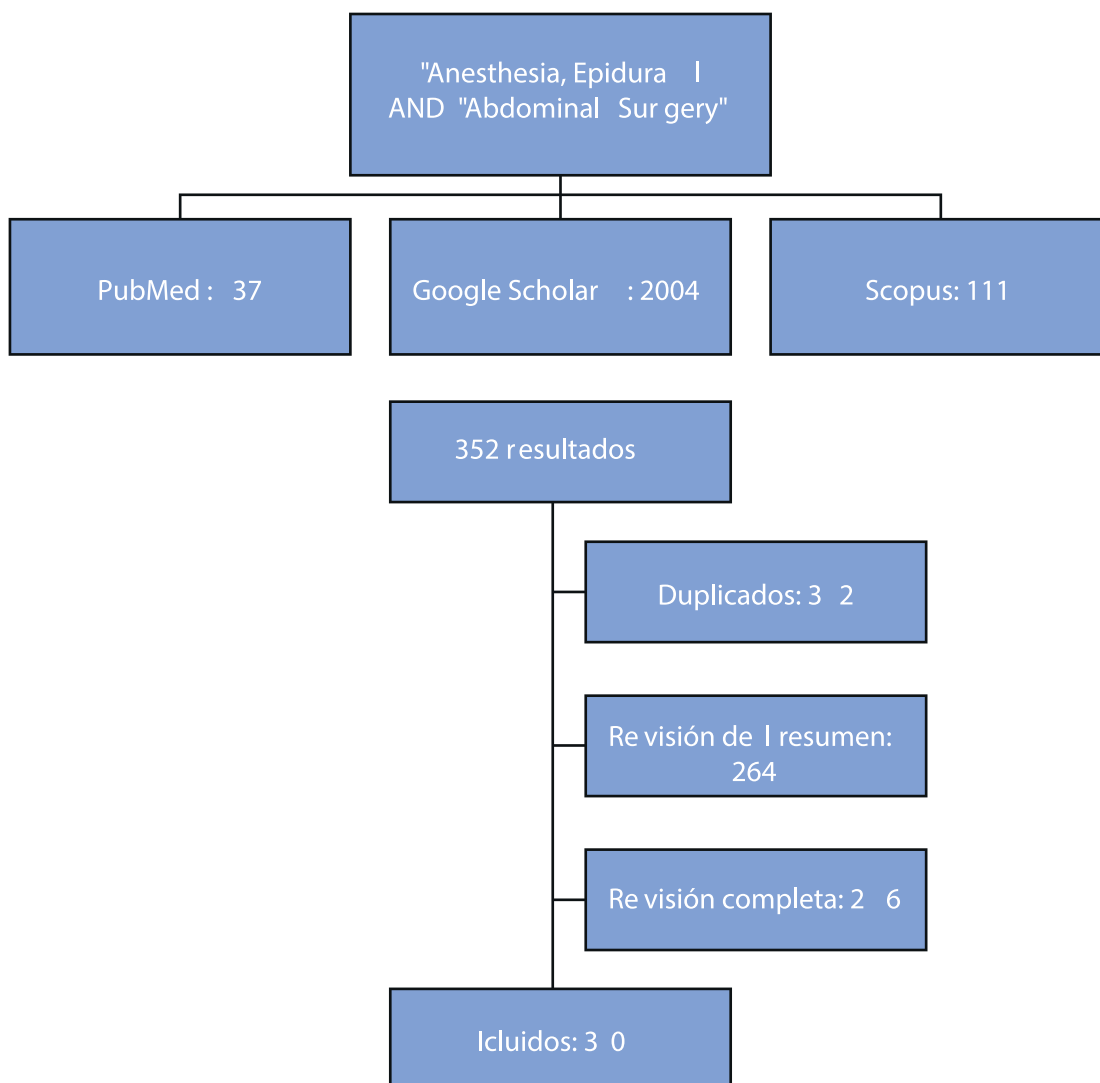 "Anesthesia, Epidura l
AND "Abdominal Sur gery"
PubMed : 37
Google Scholar : 2004
Scopus: 111
352 resultados
Duplicados: 3 2
Re visión de l resumen:
264
Re visión completa: 2 6
Icluidos: 3 0